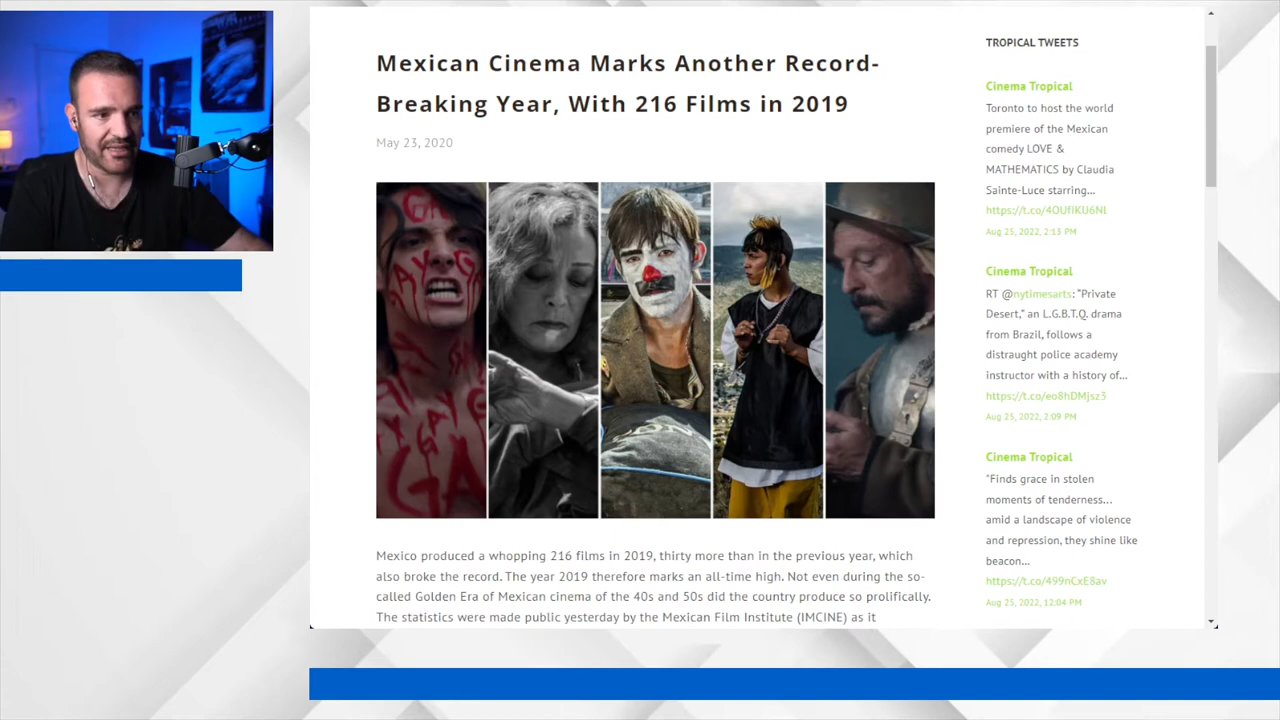 Mexican Cinema Marks Another Record-
Breaking Year, With 216 Films in 2019
May 23, 2020
Mexico produced a whopping 216 films in 2019, thirty more than in the previous year, which
also broke the record. The year 2019 therefore marks an all-time high. Not even during the so-
called Golden Era of Mexican cinema of the 40s and 50s did the country produce so prolifically.
The statistics were made public yesterday by the Mexican Film Institute (IMCINE) as it
TROPICAL TWEETS
Cinema Tropical
Toronto to host the world
premiere of the Mexican
comedy LOVE &
MATHEMATICS by Claudia
Sainte-Luce starring...
Aug 25, 2022, 2:13 PM
Cinema Tropical
RT @nytimesarts: "Private
Desert," an L.G.B.T.Q. drama
from Brazil, follows a
distraught police academy
instructor with a history of...
https://t.co/eo8hDMjsz3
Aug 25, 2022, 2:09 PM
Cinema Tropical
"Finds grace in stolen
moments of tenderness...
amid a landscape of violence
and repression, they shine like
beacon...
https://t.co/499nCxE8av
Aug 25, 2022, 12:04 PM